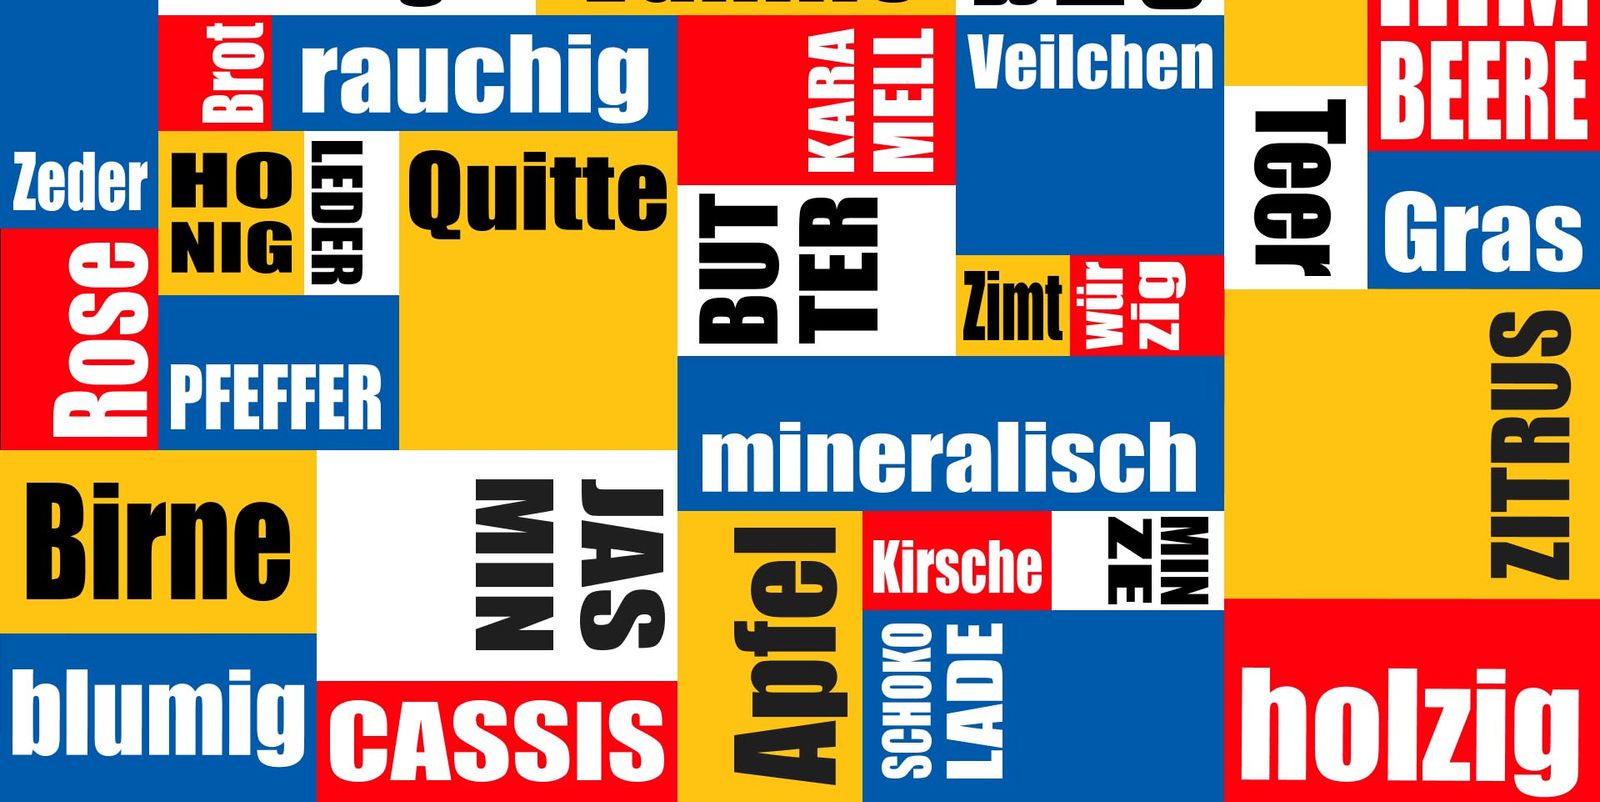 Brot
rauchig
KARA
MELL
Veilchen
BEERE
Zeder
HO
NIG
LEDER
Quitte
Teer
Gras
BUT
TER
Rose
PFEFFER
Zimt
wür
zig
ZITRUS
mineralisch
Birne
JAS
MIN
Apfel
Kirsche
MIN
ZE
SCHOKO
LADE
blumig
CASSIS
holzig